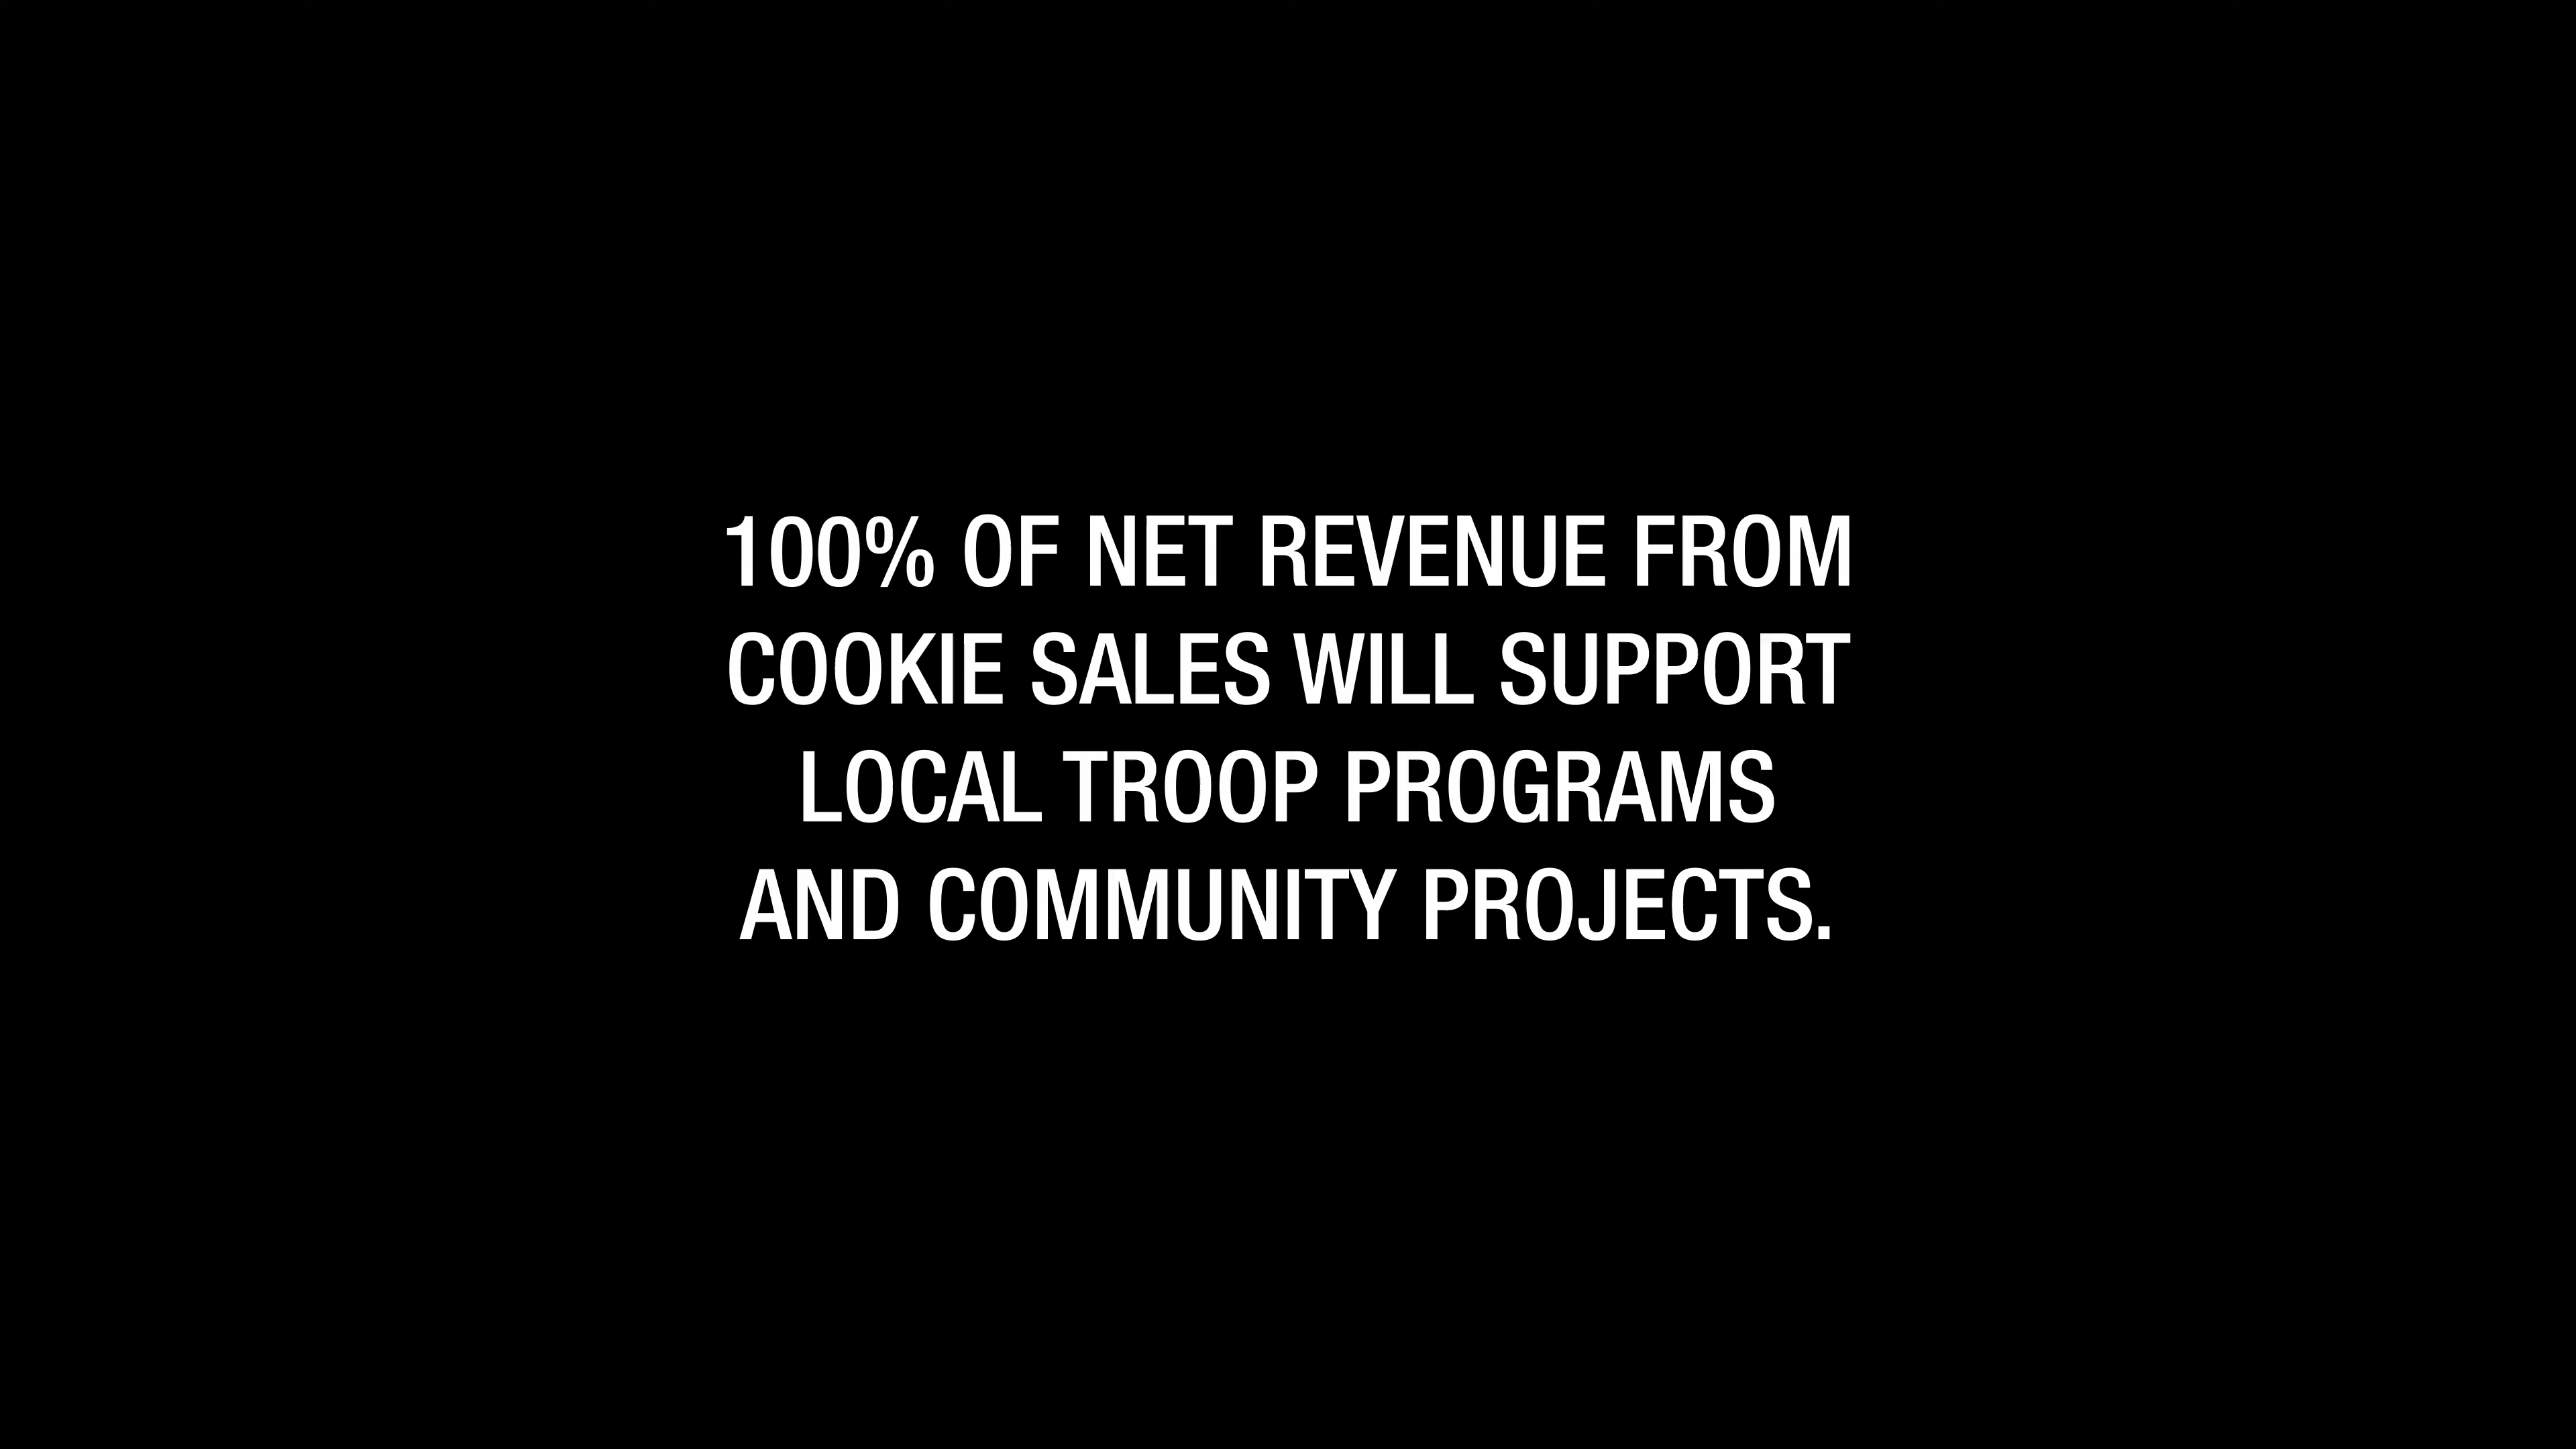 100% OF NET REVENUE FROM
COOKIE SALES WILL SUPPORT
LOCAL TROOP PROGRAMS
AND COMMUNITY PROJECTS.